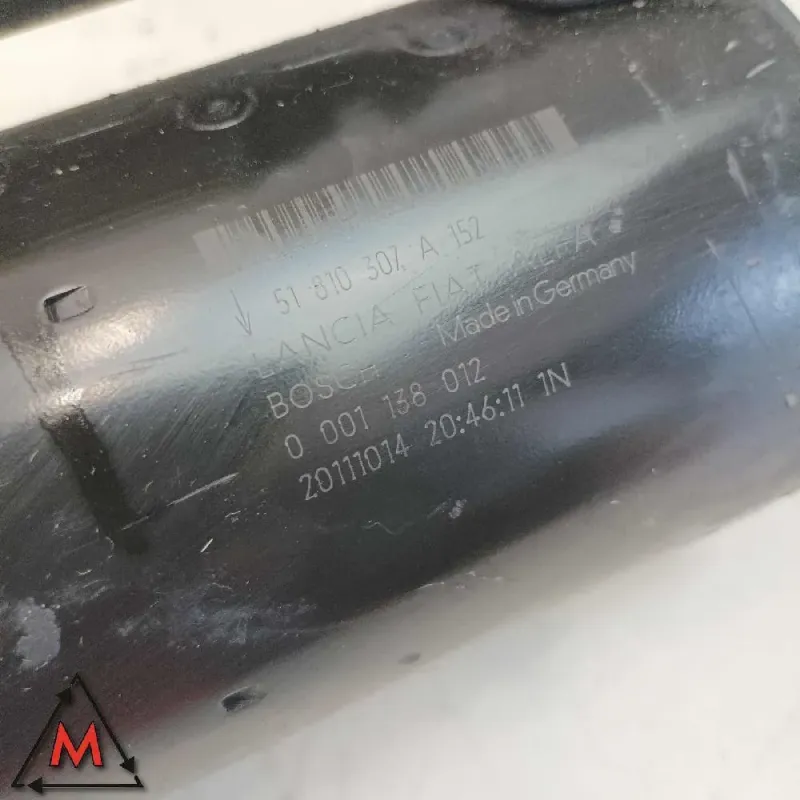 51 810 307 A 152
LANCIA FIAT ALFA
BOSCH Made in Germany
0 001 138 012
20111014 20:46:11 1N
M